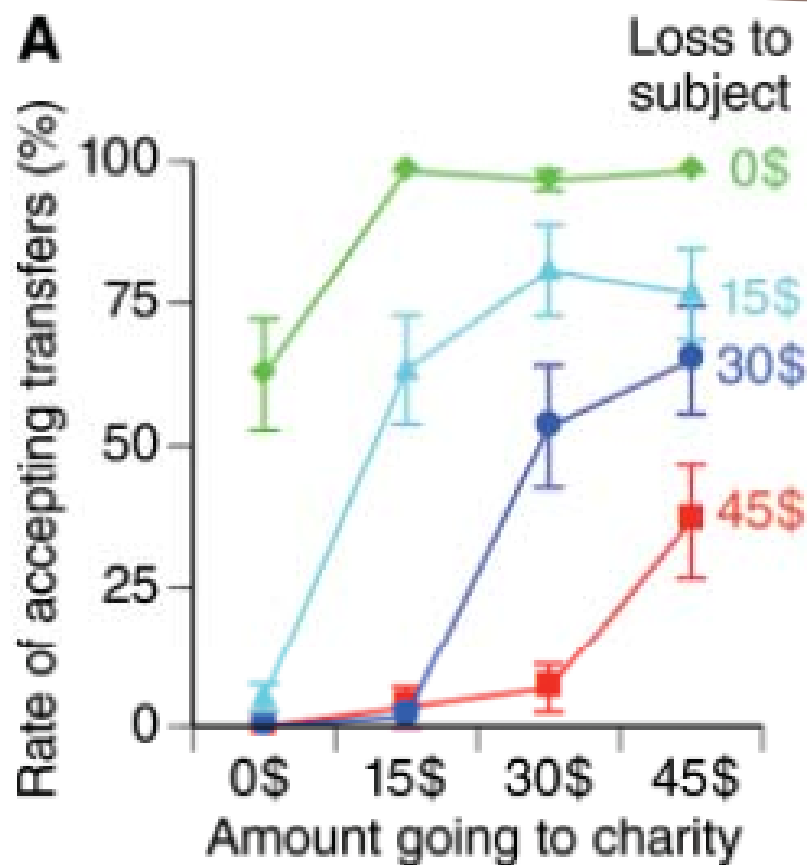 A
Loss to
subject
Rate of accepting transfers (%)
100
75
50
25
0
0$
15$
30$
45$
0$ 15$ 30$ 45$
Amount going to charity